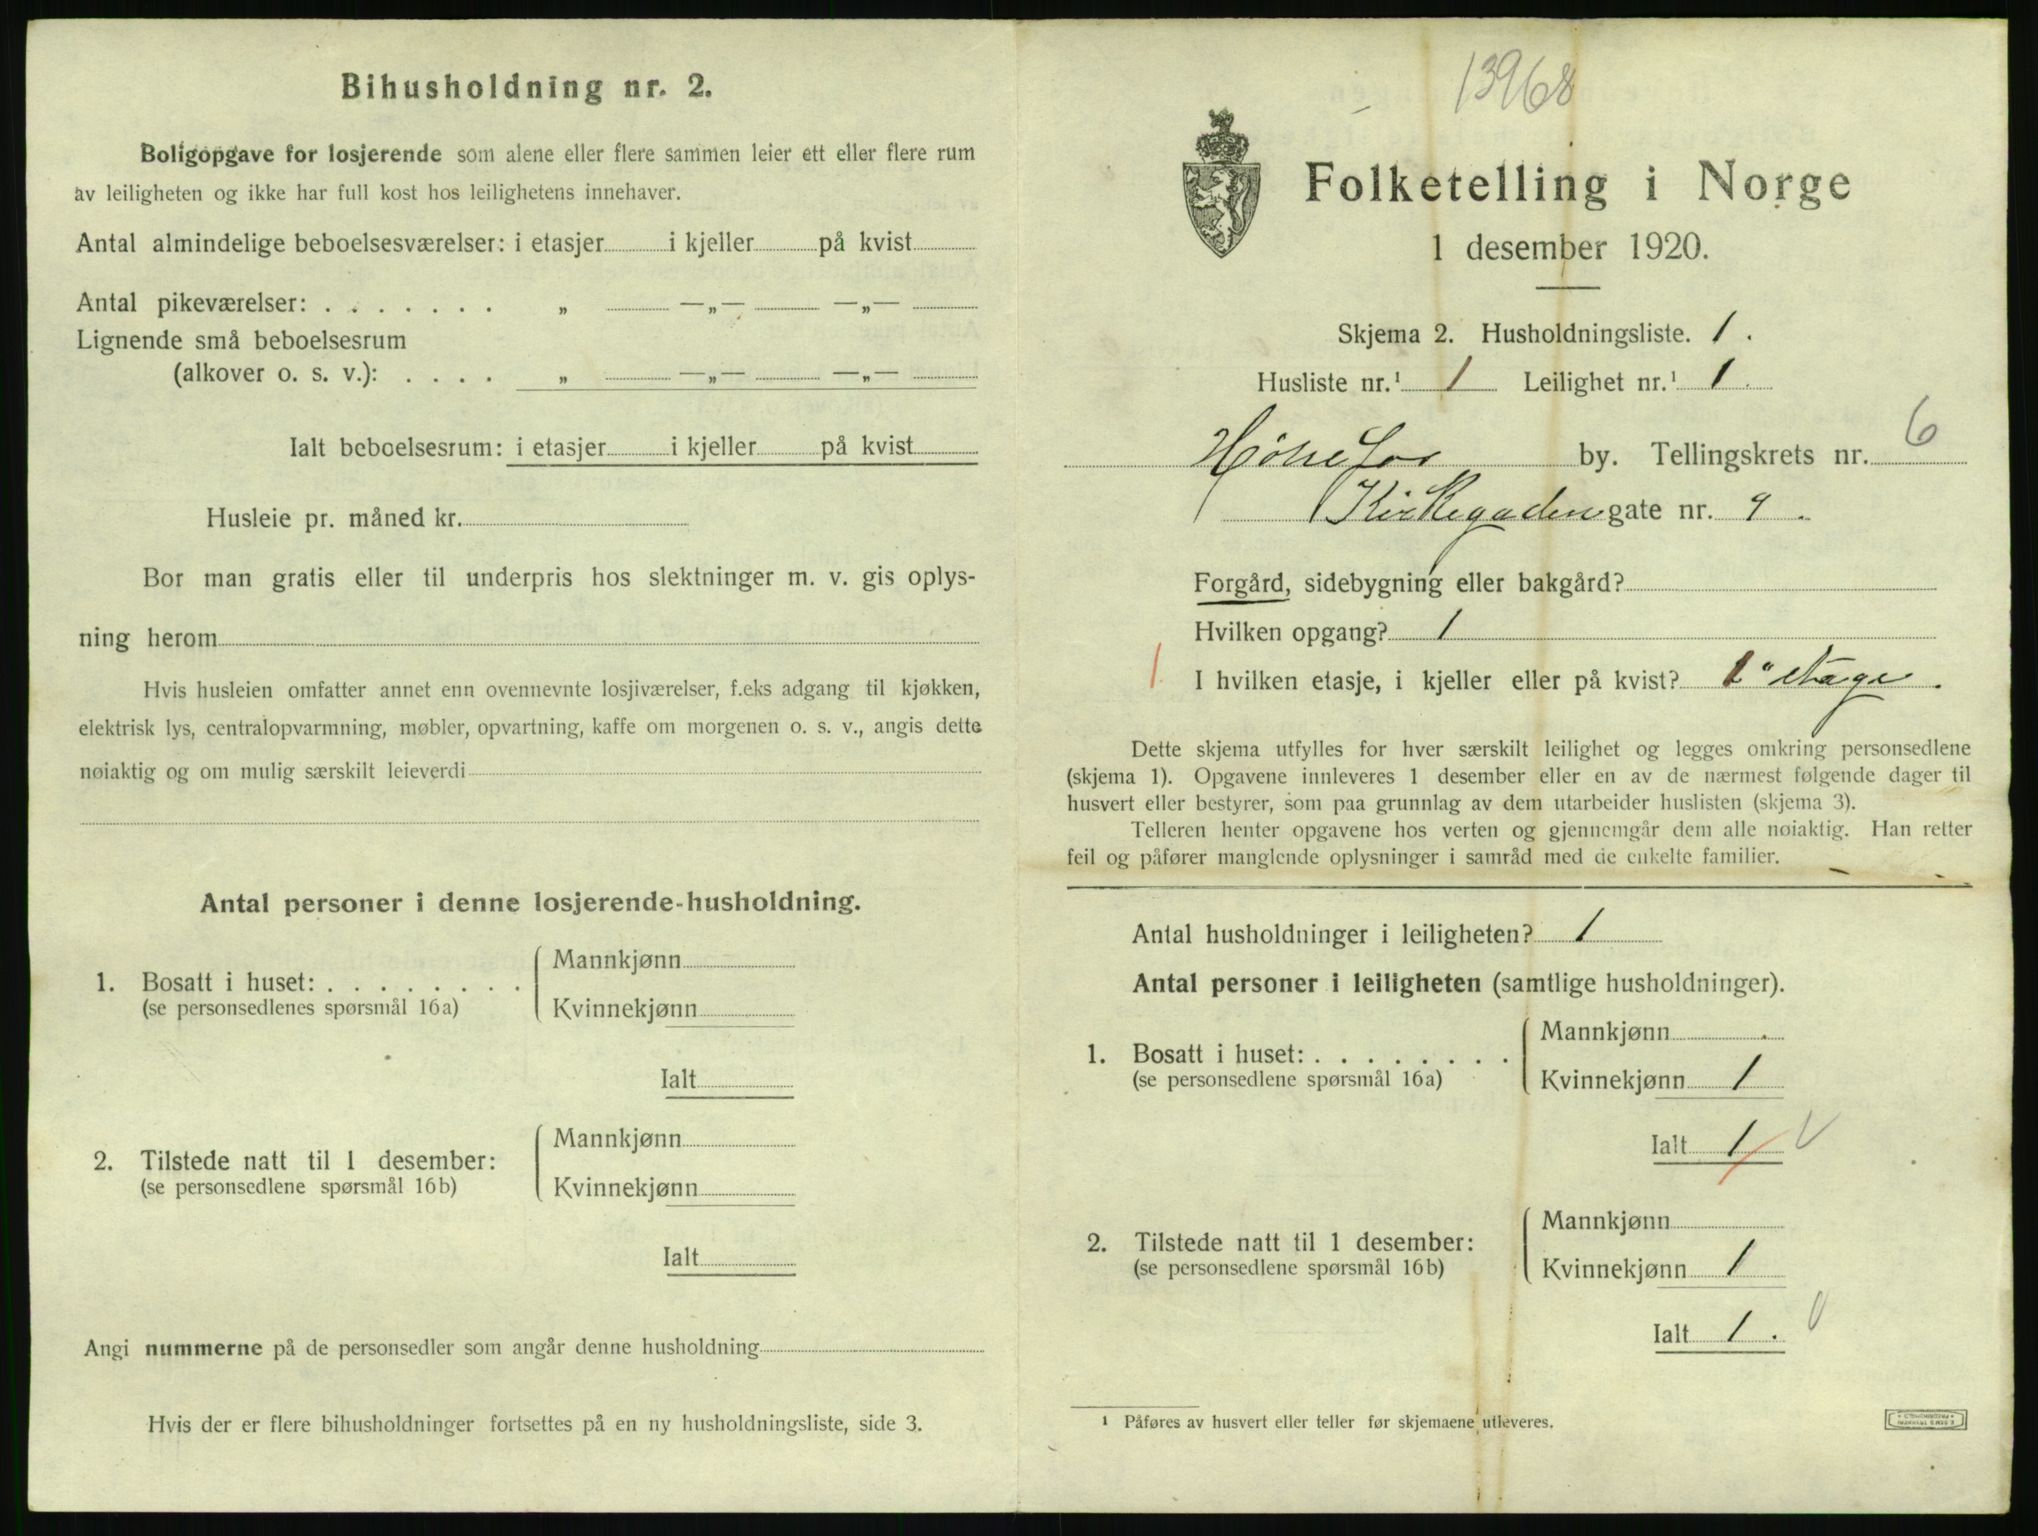 Bihusholdning nr. 2.
Boligopgave for losjerende som alene eller flere sammen leier ett eller flere rum
av leiligheten og ikke har full kost hos leilighetens innehaver.
Antal almindelige beboelsesværelser: i etasjer i kjeller på kvist
Antal pikeværelser: . . . . . . . „ —„— —„—
Lignende små beboelsesrum
(alkover o. s. v.): . . . . „ —„— —„—
Ialt beboelsesrum: i etasjer i kjeller på kvist
Husleie pr. måned kr.
Bor man gratis eller til underpris hos slektninger m. v. gis oplys-
ning herom
Hvis husleien omfatter annet enn ovennevnte losjiværelser, f.eks adgang til kjøkken,
elektrisk lys, centralopvarmning, møbler, opvartning, kaffe om morgenen o. s. v., angis dette
nøiaktig og om mulig særskilt leieverdi
Antal personer i denne losjerende-husholdning.
1. Bosatt i huset: . . . . . . . . Mannkjønn
(se personsedlenes spørsmål 16a) Kvinnekjønn
Ialt
2. Tilstede natt til 1 desember: Mannkjønn
(se personsedlene spørsmål 16b) Kvinnekjønn
Ialt
Angi nummerne på de personsedler som angår denne husholdning
Hvis der er flere bihusholdninger fortsettes på en ny husholdningsliste, side 3.
13968
Folketelling i Norge
1 desember 1920.
Skjema 2. Husholdningsliste. 1.
Husliste nr.¹ 1 Leilighet nr.¹ 1.
Hønefos by. Tellingskrets nr. 6
Kirkegaden gate nr. 9.
Forgård, sidebygning eller bakgård?
Hvilken opgang? 1
1. I hvilken etasje, i kjeller eller på kvist? 1" etage.
Dette skjema utfylles for hver særskilt leilighet og legges omkring personsedlene
(skjema 1). Opgavene innleveres 1 desember eller en av de nærmest følgende dager til
husvert eller bestyrer, som paa grunnlag av dem utarbeider huslisten (skjema 3).
Telleren henter opgavene hos verten og gjennemgår dem alle nøiaktig. Han retter
feil og påfører manglende oplysninger i samråd med de enkelte familier.
Antal husholdninger i leiligheten? 1
Antal personer i leiligheten (samtlige husholdninger).
1. Bosatt i huset: . . . . . . . . Mannkjønn
(se personsedlene spørsmål 16a) Kvinnekjønn 1
Ialt 1
2. Tilstede natt til 1 desember: Mannkjønn
(se personsedlene spørsmål 16b) Kvinnekjønn 1
Ialt 1.
¹ Påføres av husvert eller teller før skjemaene utleveres.